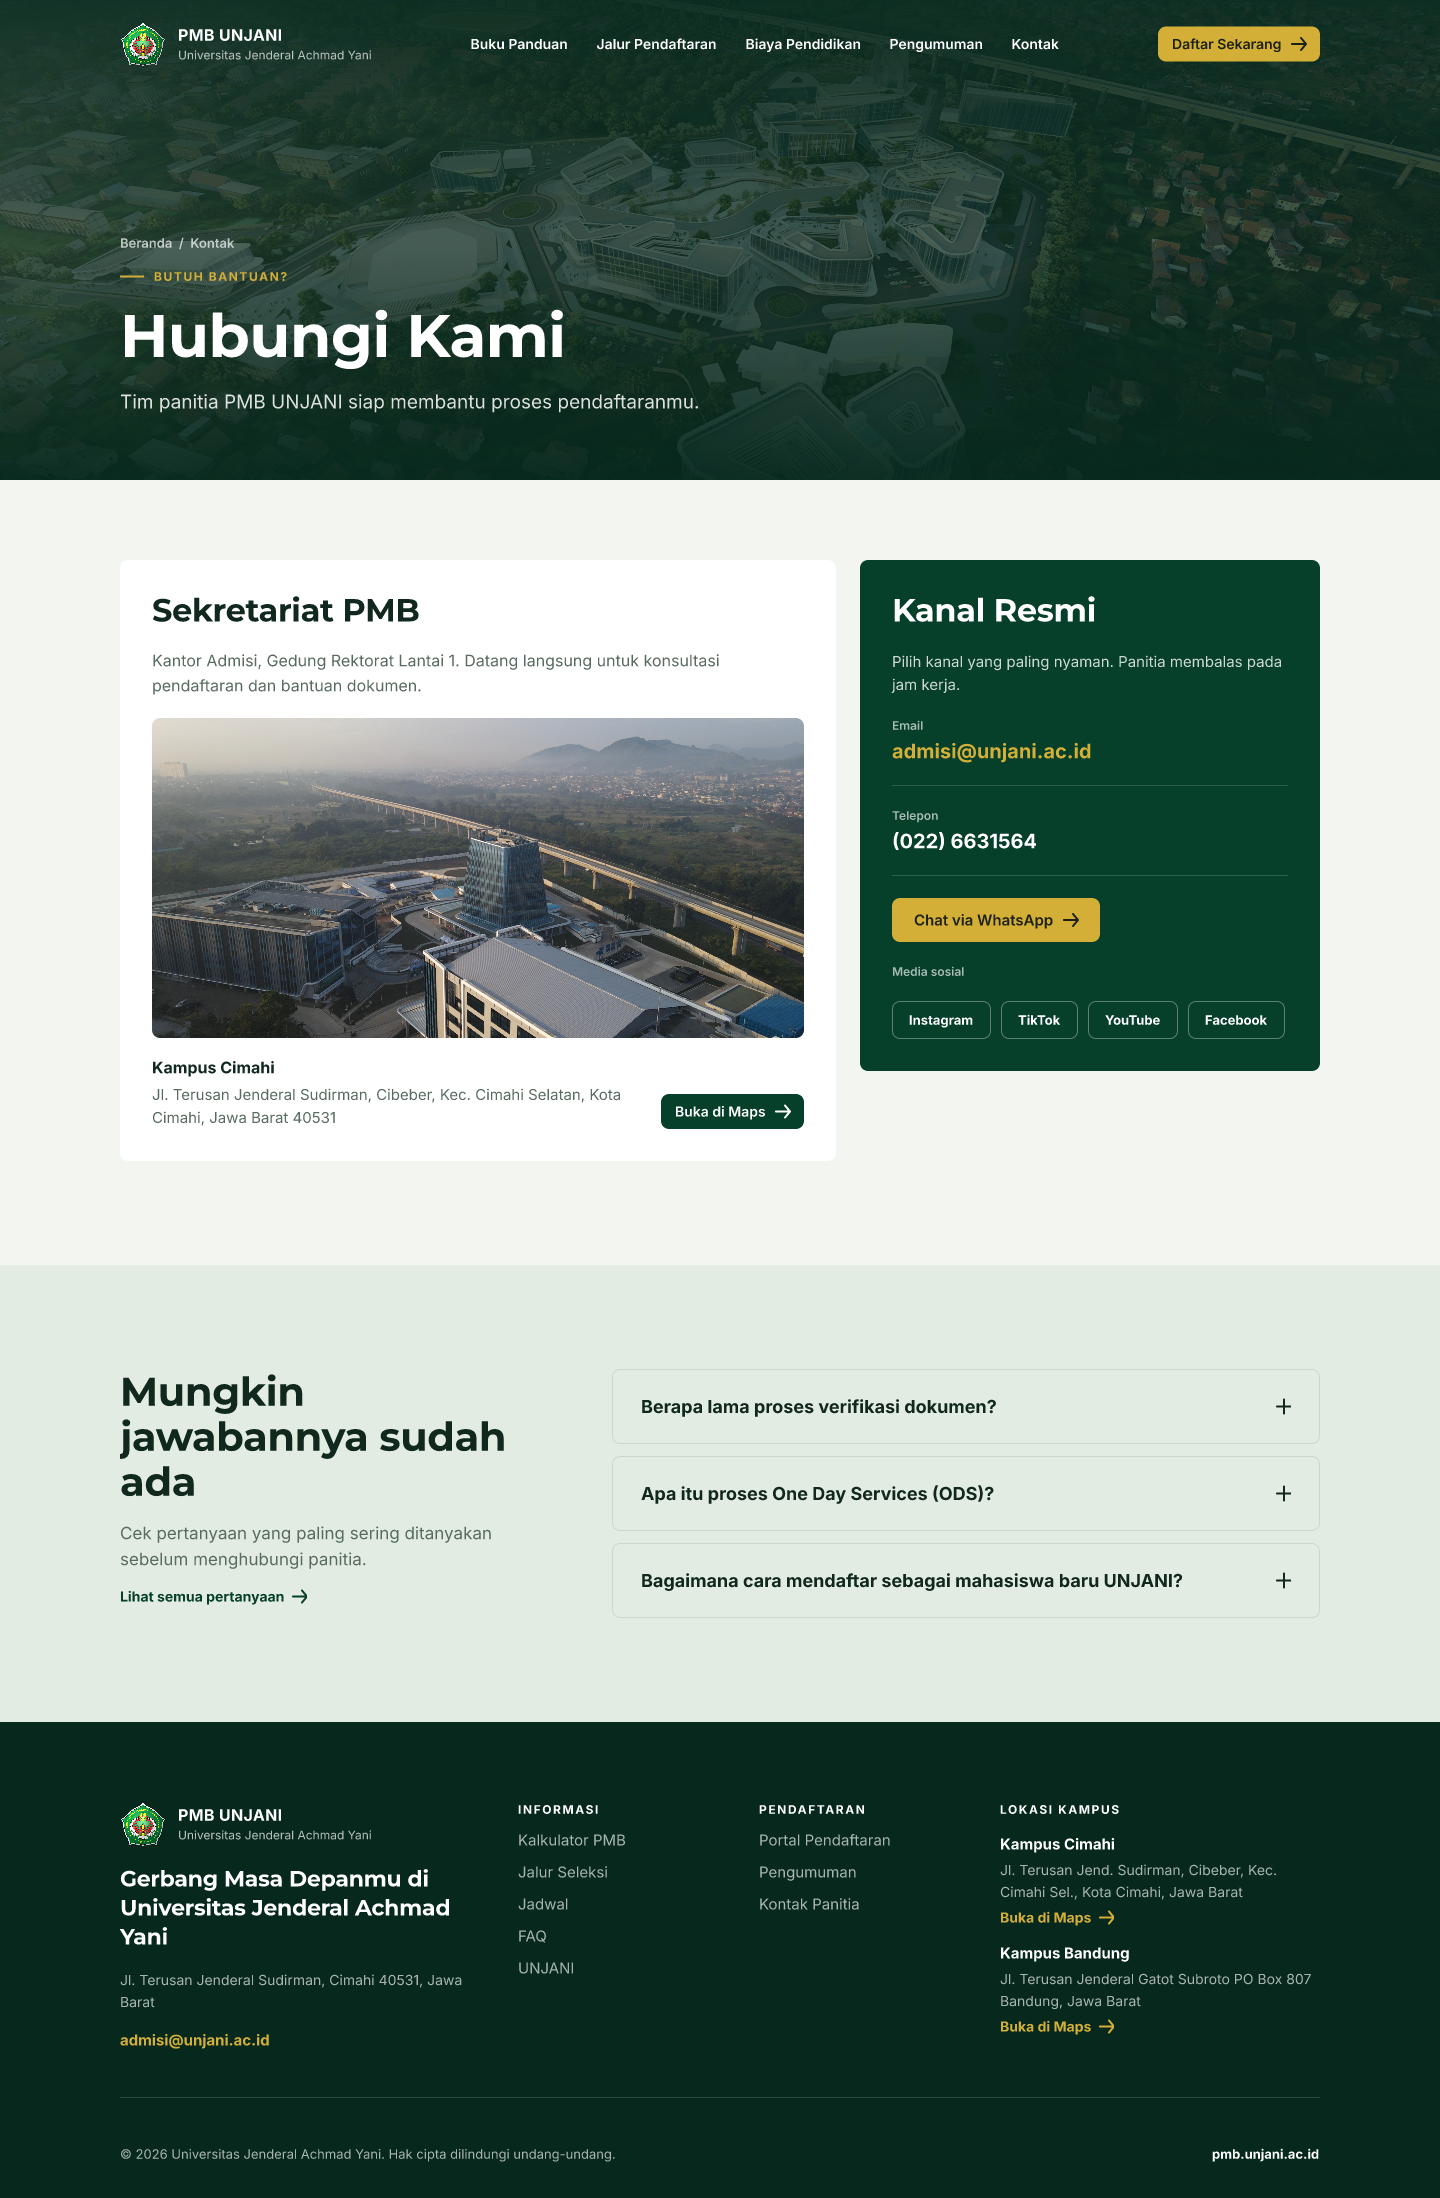 PMB UNJANI
Universitas Jenderal Achmad Yani
Buku Panduan
Jalur Pendaftaran
Biaya Pendidikan
Pengumuman
Kontak
Daftar Sekarang
Beranda / Kontak
BUTUH BANTUAN?
Hubungi Kami
Tim panitia PMB UNJANI siap membantu proses pendaftaranmu.
Sekretariat PMB
Kantor Admisi, Gedung Rektorat Lantai 1. Datang langsung untuk konsultasi
pendaftaran dan bantuan dokumen.
Kampus Cimahi
Jl. Terusan Jenderal Sudirman, Cibeber, Kec. Cimahi Selatan, Kota
Cimahi, Jawa Barat 40531
Buka di Maps
Kanal Resmi
Pilih kanal yang paling nyaman. Panitia membalas pada
jam kerja.
Email
admisi@unjani.ac.id
Telepon
(022) 6631564
Chat via WhatsApp
Media sosial
Instagram
TikTok
YouTube
Facebook
Mungkin
jawabannya sudah
ada
Cek pertanyaan yang paling sering ditanyakan
sebelum menghubungi panitia.
Lihat semua pertanyaan
Berapa lama proses verifikasi dokumen?
Apa itu proses One Day Services (ODS)?
Bagaimana cara mendaftar sebagai mahasiswa baru UNJANI?
PMB UNJANI
Universitas Jenderal Achmad Yani
Gerbang Masa Depanmu di
Universitas Jenderal Achmad
Yani
Jl. Terusan Jenderal Sudirman, Cimahi 40531, Jawa
Barat
admisi@unjani.ac.id
INFORMASI
Kalkulator PMB
Jalur Seleksi
Jadwal
FAQ
UNJANI
PENDAFTARAN
Portal Pendaftaran
Pengumuman
Kontak Panitia
LOKASI KAMPUS
Kampus Cimahi
Jl. Terusan Jend. Sudirman, Cibeber, Kec.
Cimahi Sel., Kota Cimahi, Jawa Barat
Buka di Maps
Kampus Bandung
Jl. Terusan Jenderal Gatot Subroto PO Box 807
Bandung, Jawa Barat
Buka di Maps
© 2026 Universitas Jenderal Achmad Yani. Hak cipta dilindungi undang-undang.
pmb.unjani.ac.id